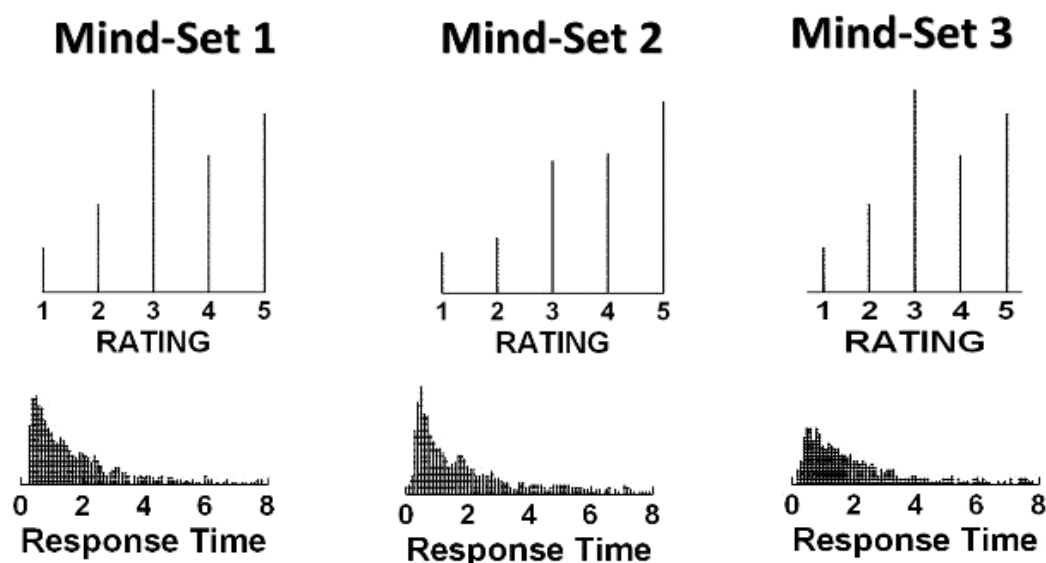 Mind-Set 1
Mind-Set 2
Mind-Set 3
1 2 3 4 5
RATING
1 2 3 4 5
RATING
1 2 3 4 5
RATING
0 2 4 6 8
Response Time
0 2 4 6 8
Response Time
0 2 4 6 8
Response Time